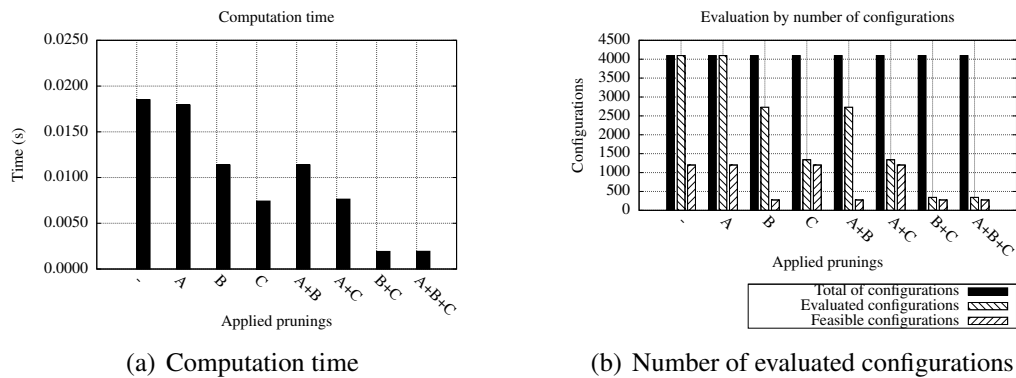 Computation time
0.0250
0.0200
0.0150
0.0100
0.0050
0.0000
Time (s)
-
A
B
C
A+B
A+C
B+C
A+B+C
Applied prunings
(a) Computation time
Evaluation by number of configurations
4500
4000
3500
3000
2500
2000
1500
1000
500
0
Configurations
-
A
B
C
A+B
A+C
B+C
A+B+C
Applied prunings
Total of configurations
Evaluated configurations
Feasible configurations
(b) Number of evaluated configurations